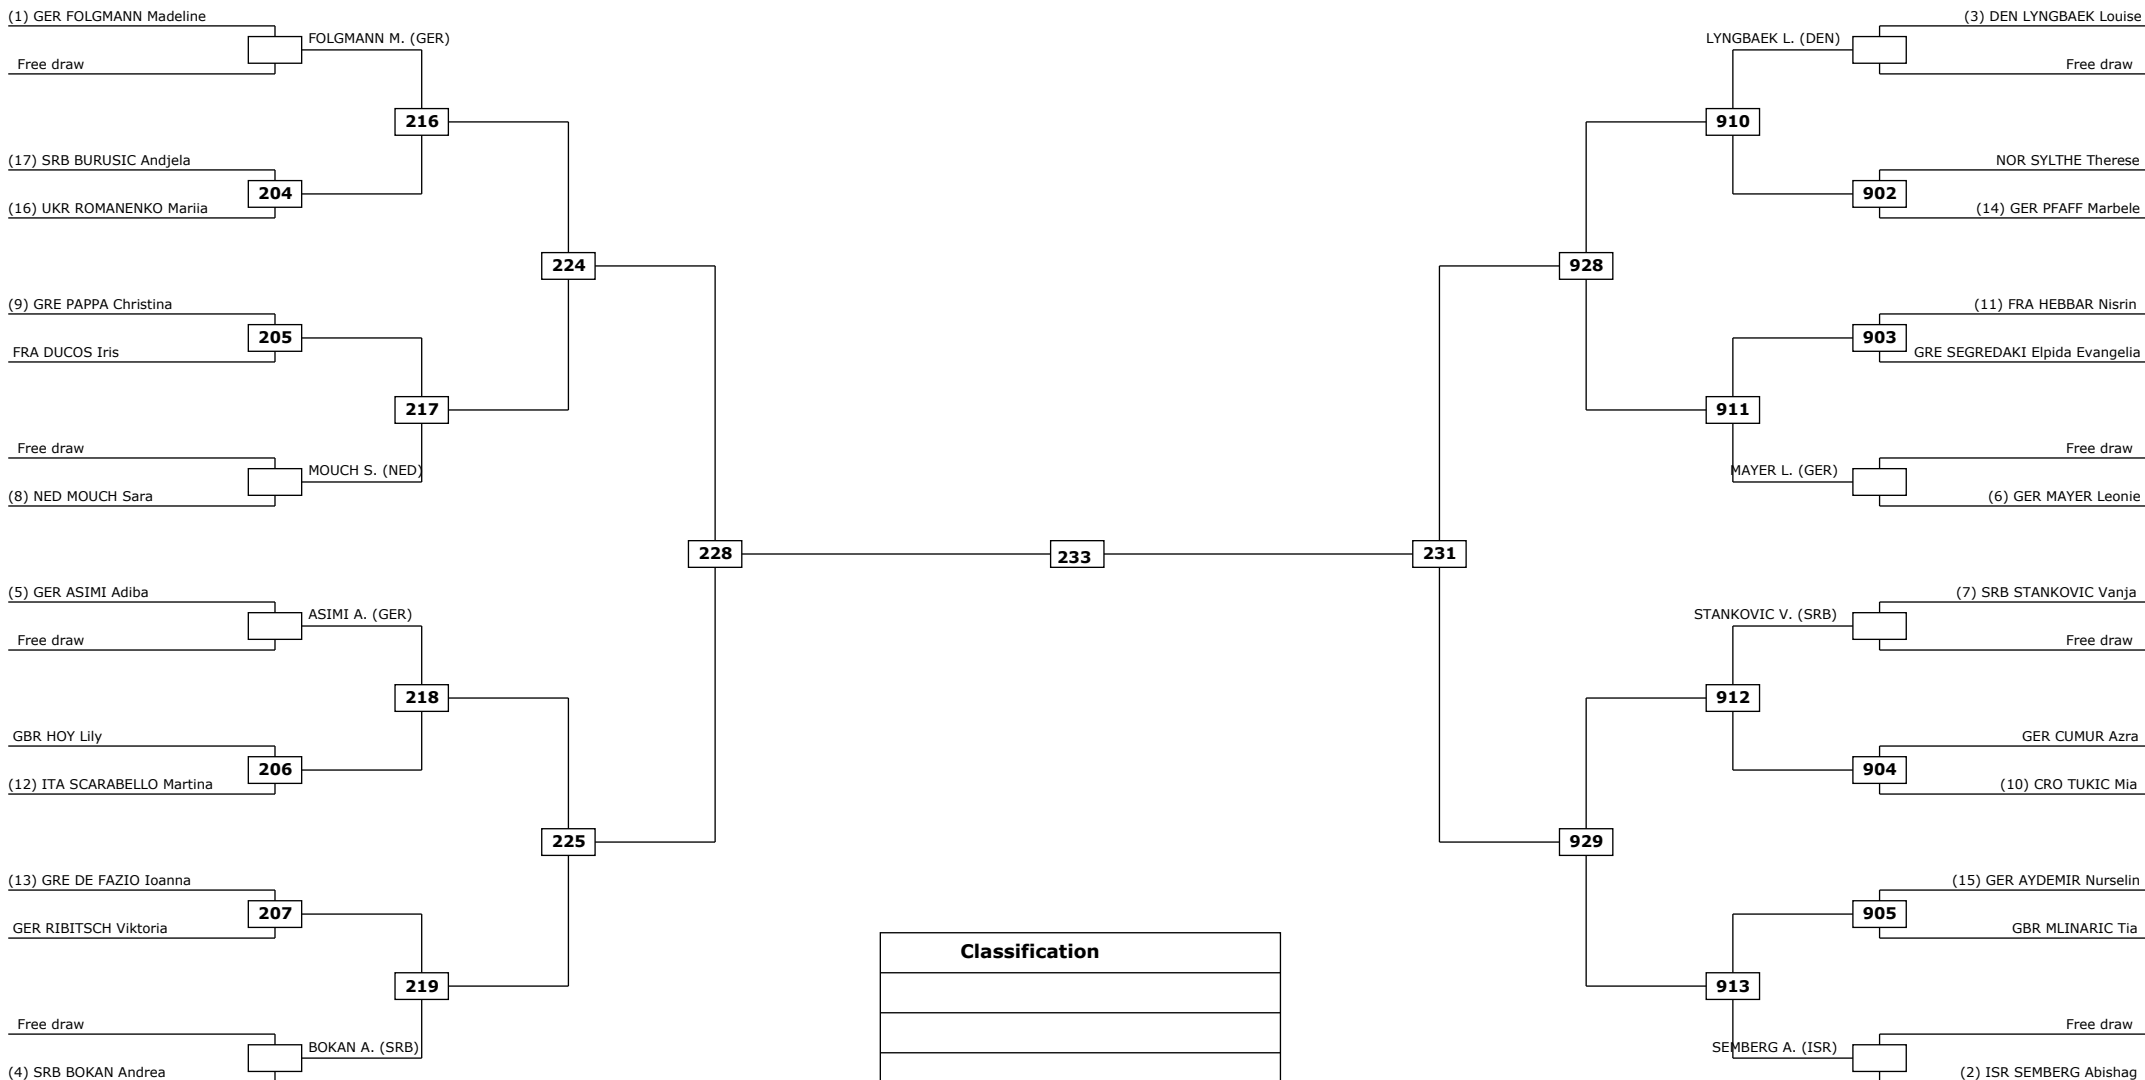 (1) GER FOLGMANN Madeline
FOLGMANN M. (GER)
Free draw
216
(17) SRB BURUSIC Andjela
204
(16) UKR ROMANENKO Mariia
224
(9) GRE PAPPA Christina
205
FRA DUCOS Iris
217
Free draw
MOUCH S. (NED)
(8) NED MOUCH Sara
228
(5) GER ASIMI Adiba
ASIMI A. (GER)
Free draw
218
GBR HOY Lily
206
(12) ITA SCARABELLO Martina
225
(13) GRE DE FAZIO Ioanna
207
GER RIBITSCH Viktoria
219
Free draw
BOKAN A. (SRB)
(4) SRB BOKAN Andrea
233
Classification
(3) DEN LYNGBAEK Louise
LYNGBAEK L. (DEN)
Free draw
910
NOR SYLTHE Therese
902
(14) GER PFAFF Marbele
928
(11) FRA HEBBAR Nisrin
903
GRE SEGREDAKI Elpida Evangelia
911
Free draw
MAYER L. (GER)
(6) GER MAYER Leonie
231
(7) SRB STANKOVIC Vanja
STANKOVIC V. (SRB)
Free draw
912
GER CUMUR Azra
904
(10) CRO TUKIC Mia
929
(15) GER AYDEMIR Nurselin
905
GBR MLINARIC Tia
913
Free draw
SEMBERG A. (ISR)
(2) ISR SEMBERG Abishag